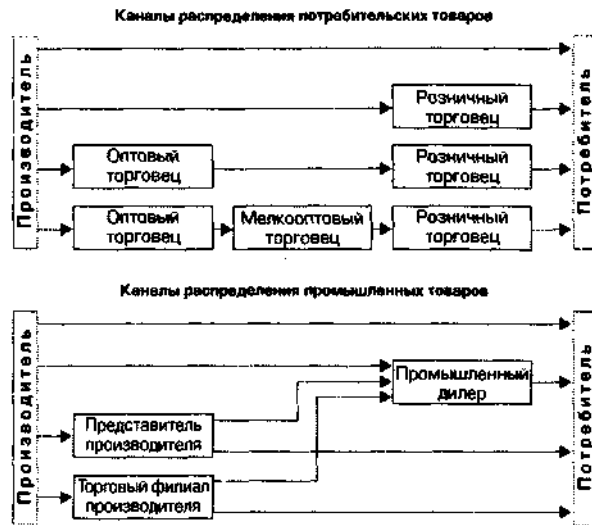 Каналы распределения потребительских товаров
Производитель
Розничный
торговец
Оптовый
торговец
Розничный
торговец
Оптовый
торговец
Мелкооптовый
торговец
Розничный
торговец
Потребитель
Каналы распределения промышленных товаров
Производитель
Промышленный
дилер
Представитель
производителя
Торговый филиал
производителя
Потребитель